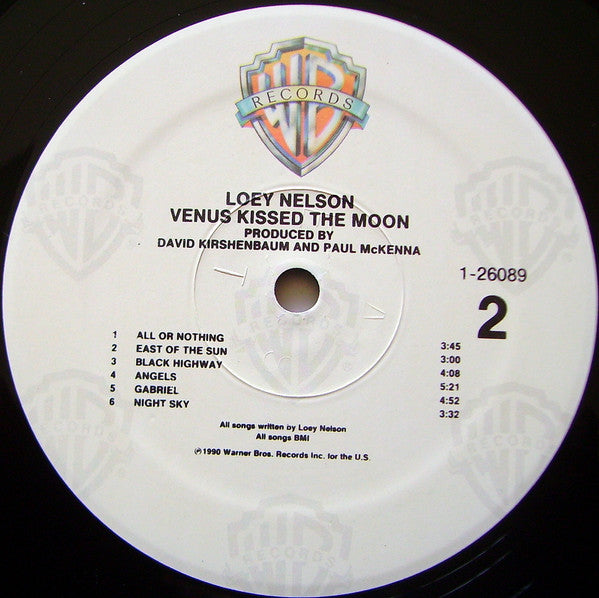 WB
RECORDS
LOEY NELSON
VENUS KISSED THE MOON
PRODUCED BY
DAVID KIRSHENBAUM AND PAUL McKENNA
1-26089
2
1 ALL OR NOTHING 3:45
2 EAST OF THE SUN 3:00
3 BLACK HIGHWAY 4:08
4 ANGELS 5:21
5 GABRIEL 4:52
6 NIGHT SKY 3:32
All songs written by Loey Nelson
All songs BMI
℗1990 Warner Bros. Records Inc. for the U.S.